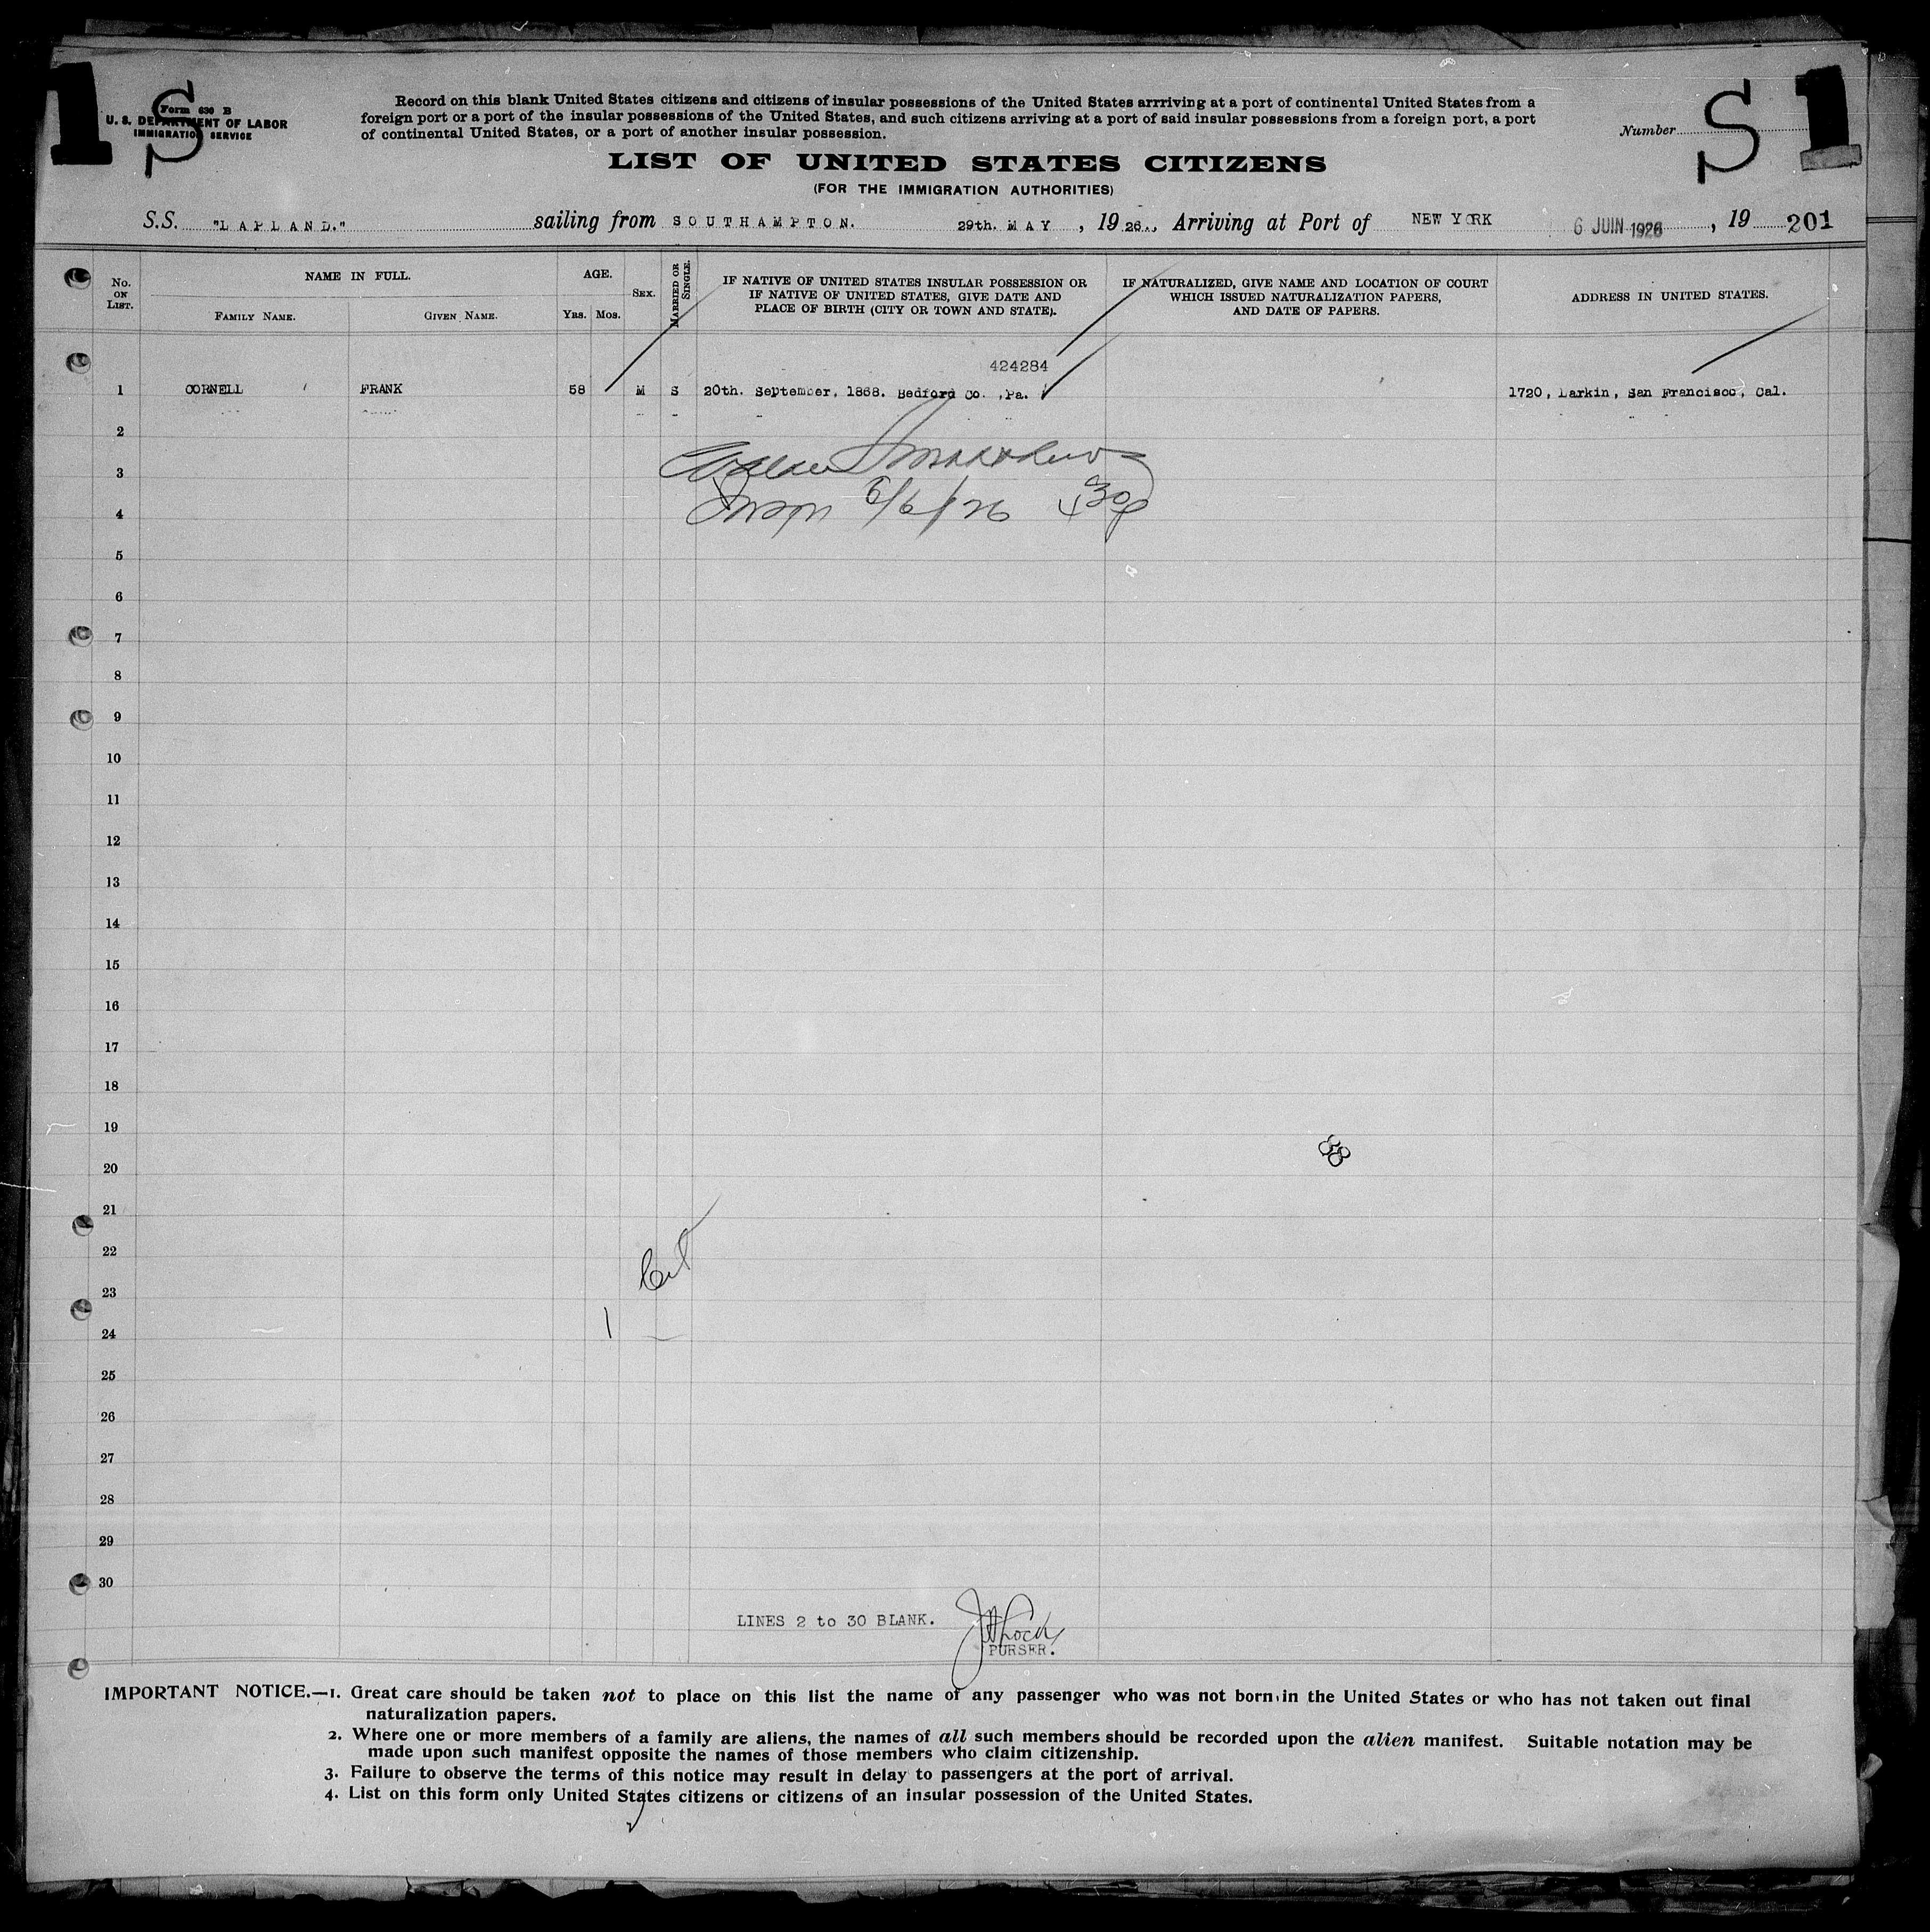 1 S
S 1
Form 630 B
U. S. DEPARTMENT OF LABOR
IMMIGRATION SERVICE
Record on this blank United States citizens and citizens of insular possessions of the United States arrriving at a port of continental United States from a
foreign port or a port of the insular possessions of the United States, and such citizens arriving at a port of said insular possessions from a foreign port, a port
of continental United States, or a port of another insular possession.
Number
LIST OF UNITED STATES CITIZENS
(FOR THE IMMIGRATION AUTHORITIES)
S.S. "LAPLAND." sailing from SOUTHAMPTON. 29th. MAY, 1926., Arriving at Port of NEW YORK 6 JUIN 1926, 19 201
No. ON LIST.
NAME IN FULL.
FAMILY NAME.
GIVEN NAME.
AGE.
Yrs. Mos.
SEX.
MARRIED OR SINGLE.
IF NATIVE OF UNITED STATES INSULAR POSSESSION OR
IF NATIVE OF UNITED STATES, GIVE DATE AND
PLACE OF BIRTH (CITY OR TOWN AND STATE).
IF NATURALIZED, GIVE NAME AND LOCATION OF COURT
WHICH ISSUED NATURALIZATION PAPERS,
AND DATE OF PAPERS.
ADDRESS IN UNITED STATES.
424284
1 CORNELL FRANK 58 M S 20th. September, 1868. Bedford Co. ,Pa. 1720, Larkin, San Francisco, Cal.
2
3
4
Insp 6/6/26 430p
5
6
7
8
9
10
11
12
13
14
15
16
17
18
19
20
21
22
Cit
23
24
1
25
26
27
28
29
30
LINES 2 to 30 BLANK.
PURSER.
IMPORTANT NOTICE.—1. Great care should be taken not to place on this list the name of any passenger who was not born in the United States or who has not taken out final
naturalization papers.
2. Where one or more members of a family are aliens, the names of all such members should be recorded upon the alien manifest. Suitable notation may be
made upon such manifest opposite the names of those members who claim citizenship.
3. Failure to observe the terms of this notice may result in delay to passengers at the port of arrival.
4. List on this form only United States citizens or citizens of an insular possession of the United States.